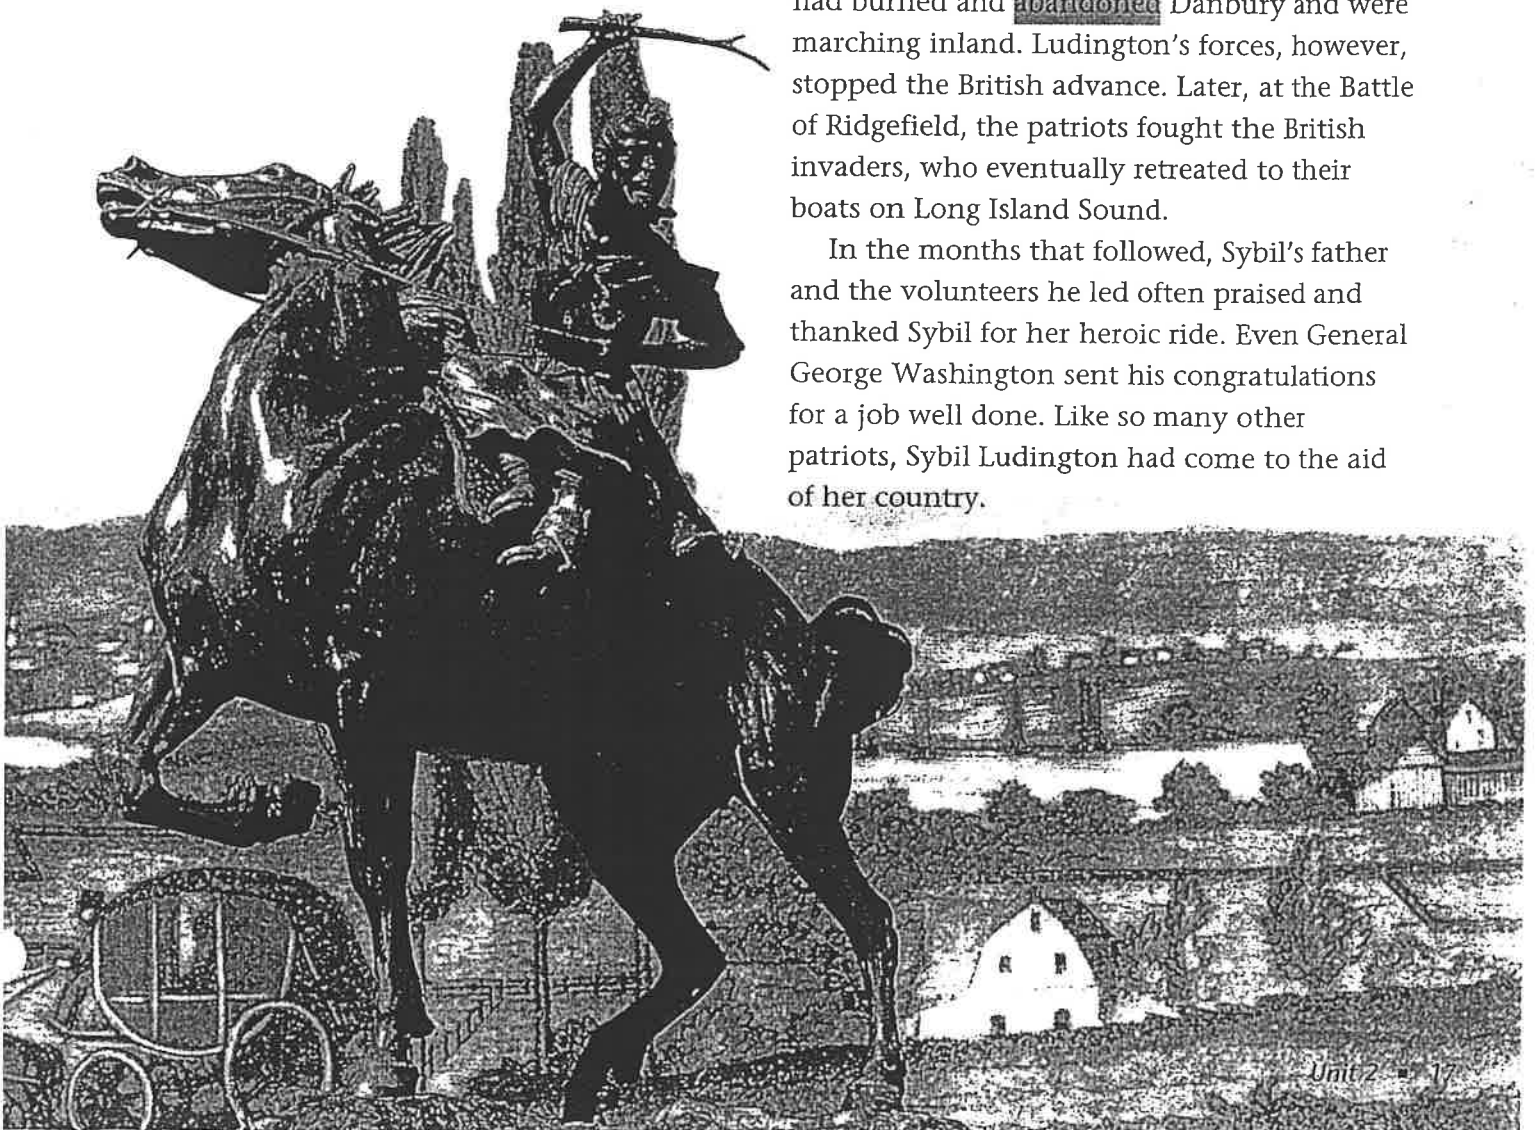 had burned and abandoned Danbury and were
marching inland. Ludington's forces, however,
stopped the British advance. Later, at the Battle
of Ridgefield, the patriots fought the British
invaders, who eventually retreated to their
boats on Long Island Sound.
In the months that followed, Sybil's father
and the volunteers he led often praised and
thanked Sybil for her heroic ride. Even General
George Washington sent his congratulations
for a job well done. Like so many other
patriots, Sybil Ludington had come to the aid
of her country.
Unit 2 ▪ 17